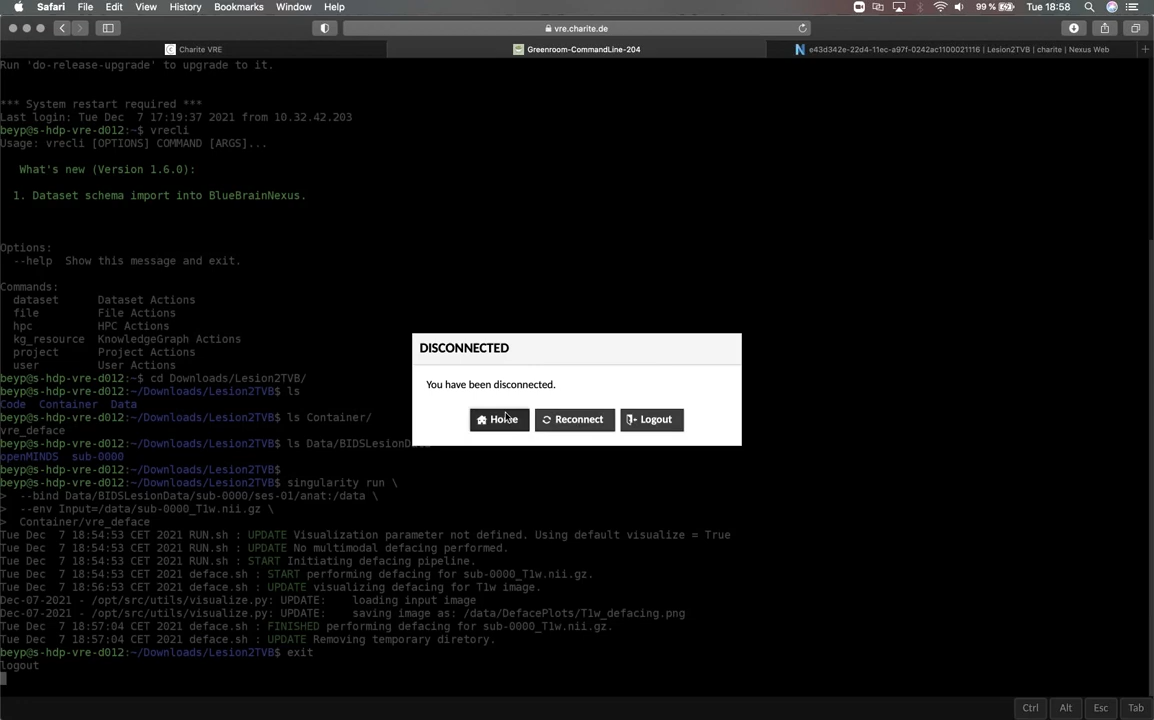 Safari File Edit View History Bookmarks Window Help 99 % Tue 18:58
vre.charite.de
Charite VRE Greenroom-CommandLine-204 e43d342e-22d4-11ec-a97f-0242ac1100021116 | Lesion2TVB | charite | Nexus Web
Run 'do-release-upgrade' to upgrade to it.
*** System restart required ***
Last login: Tue Dec  7 17:19:37 2021 from 10.32.42.203
beyp@s-hdp-vre-d012:~$ vrecli
Usage: vrecli [OPTIONS] COMMAND [ARGS]...
What's new (Version 1.6.0):
1. Dataset schema import into BlueBrainNexus.
Options:
--help  Show this message and exit.
Commands:
dataset      Dataset Actions
file         File Actions
hpc          HPC Actions
kg_resource  KnowledgeGraph Actions
project      Project Actions
user         User Actions
beyp@s-hdp-vre-d012:~$ cd Downloads/Lesion2TVB/
beyp@s-hdp-vre-d012:~/Downloads/Lesion2TVB$ ls
Code  Container  Data
beyp@s-hdp-vre-d012:~/Downloads/Lesion2TVB$ ls Container/
vre_deface
beyp@s-hdp-vre-d012:~/Downloads/Lesion2TVB$ ls Data/BIDSLesionD
openMINDS  sub-0000
beyp@s-hdp-vre-d012:~/Downloads/Lesion2TVB$
beyp@s-hdp-vre-d012:~/Downloads/Lesion2TVB$ singularity run \
>  --bind Data/BIDSLesionData/sub-0000/ses-01/anat:/data \
>  --env Input=/data/sub-0000_T1w.nii.gz \
>  Container/vre_deface
Tue Dec  7 18:54:53 CET 2021 RUN.sh : UPDATE Visualization parameter not defined. Using default visualize = True
Tue Dec  7 18:54:53 CET 2021 RUN.sh : UPDATE No multimodal defacing performed.
Tue Dec  7 18:54:53 CET 2021 RUN.sh : START Initiating defacing pipeline.
Tue Dec  7 18:54:53 CET 2021 deface.sh : START performing defacing for sub-0000_T1w.nii.gz.
Tue Dec  7 18:56:53 CET 2021 deface.sh : UPDATE visualizing defacing for T1w image.
Dec-07-2021 - /opt/src/utils/visualize.py: UPDATE:    loading input image
Dec-07-2021 - /opt/src/utils/visualize.py: UPDATE:    saving image as: /data/DefacePlots/T1w_defacing.png
Tue Dec  7 18:57:04 CET 2021 deface.sh : FINISHED performing defacing for sub-0000_T1w.nii.gz.
Tue Dec  7 18:57:04 CET 2021 deface.sh : UPDATE Removing temporary diretory.
beyp@s-hdp-vre-d012:~/Downloads/Lesion2TVB$ exit
logout
DISCONNECTED
You have been disconnected.
Home Reconnect Logout
Ctrl Alt Esc Tab